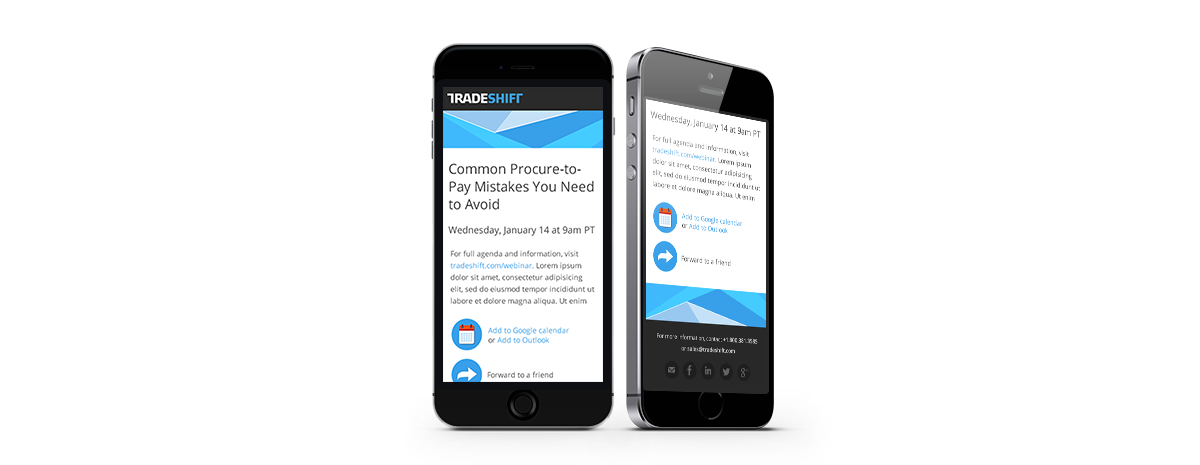 TRADESHIFT
Common Procure-to-
Pay Mistakes You Need
to Avoid
Wednesday, January 14 at 9am PT
For full agenda and information, visit
tradeshift.com/webinar. Lorem ipsum
dolor sit amet, consectetur adipisicing
elit, sed do eiusmod tempor incididunt ut
labore et dolore magna aliqua. Ut enim
Add to Google calendar
or Add to Outlook
Forward to a friend
Wednesday, January 14 at 9am PT
For full agenda and information, visit
tradeshift.com/webinar. Lorem ipsum
dolor sit amet, consectetur adipisicing
elit, sed do eiusmod tempor incididunt ut
labore et dolore magna aliqua. Ut enim
Add to Google calendar
or Add to Outlook
Forward to a friend
For more information, contact +1.800.381.3585
or sales@tradeshift.com